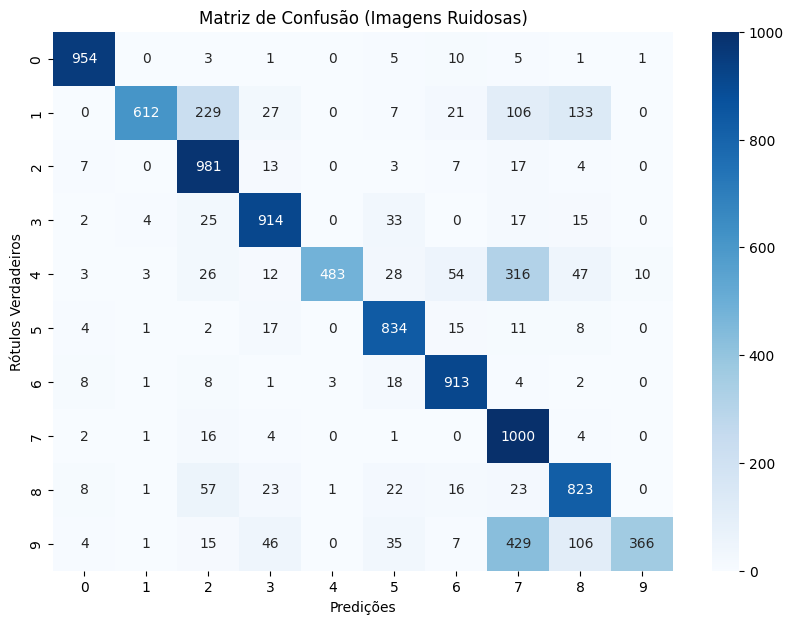 Matriz de Confusão (Imagens Ruidosas)
Rótulos Verdadeiros
0 954 0 3 1 0 5 10 5 1 1
1 0 612 229 27 0 7 21 106 133 0
2 7 0 981 13 0 3 7 17 4 0
3 2 4 25 914 0 33 0 17 15 0
4 3 3 26 12 483 28 54 316 47 10
5 4 1 2 17 0 834 15 11 8 0
6 8 1 8 1 3 18 913 4 2 0
7 2 1 16 4 0 1 0 1000 4 0
8 8 1 57 23 1 22 16 23 823 0
9 4 1 15 46 0 35 7 429 106 366
0 1 2 3 4 5 6 7 8 9
Predições
1000
800
600
400
200
0